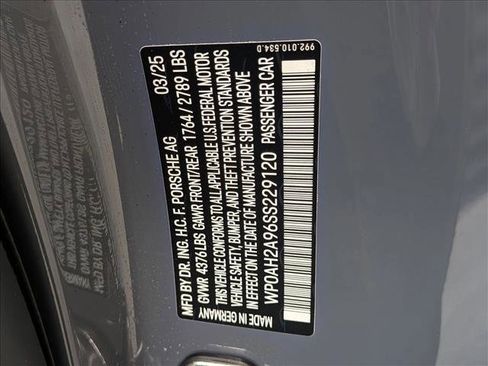 992.010.534.D
03/25
MFD BY DR. ING. H.C. F. PORSCHE AG
GVWR 4376 LBS GAWR FRONT/REAR 1764 / 2789 LBS
THIS VEHICLE CONFORMS TO ALL APPLICABLE U.S. FEDERAL MOTOR
VEHICLE SAFETY, BUMPER, AND THEFT PREVENTION STANDARDS
IN EFFECT ON THE DATE OF MANUFACTURE SHOWN ABOVE
WP0AH2A96SS229120 PASSENGER CAR
MADE IN GERMANY